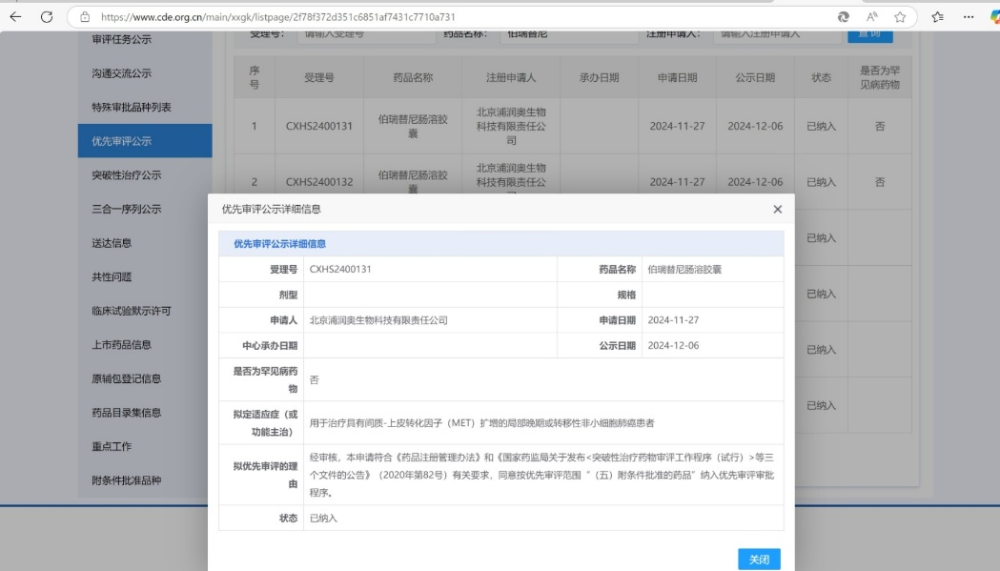 https://www.cde.org.cn/main/xxgk/listpage/2f78f372d351c6851af7431c7710a731
审评任务公示
沟通交流公示
特殊审批品种列表
优先审评公示
突破性治疗公示
三合一序列公示
送达信息
共性问题
临床试验默示许可
上市药品信息
原辅包登记信息
药品目录集信息
重点工作
附条件批准品种
受理号： 请输入受理号 药品名称： 伯瑞替尼 注册申请人： 请输入注册申请人 查询
序号 受理号 药品名称 注册申请人 承办日期 申请日期 公示日期 状态 是否为罕见病药物
1 CXHS2400131 伯瑞替尼肠溶胶囊 北京浦润奥生物科技有限责任公司 2024-11-27 2024-12-06 已纳入 否
2 CXHS2400132 伯瑞替尼肠溶胶囊 北京浦润奥生物科技有限责任公 2024-11-27 2024-12-06 已纳入 否
已纳入
已纳入
已纳入
已纳入
优先审评公示详细信息
优先审评公示详细信息
受理号 CXHS2400131 药品名称 伯瑞替尼肠溶胶囊
剂型 规格
申请人 北京浦润奥生物科技有限责任公司 申请日期 2024-11-27
中心承办日期 公示日期 2024-12-06
是否为罕见病药物 否
拟定适应症（或功能主治） 用于治疗具有间质-上皮转化因子（MET）扩增的局部晚期或转移性非小细胞肺癌患者
拟优先审评的理由
经审核，本申请符合《药品注册管理办法》和《国家药监局关于发布<突破性治疗药物审评工作程序（试行）>等三
个文件的公告》（2020年第82号）有关要求，同意按优先审评范围“（五）附条件批准的药品”纳入优先审评审批
程序。
状态 已纳入
关闭